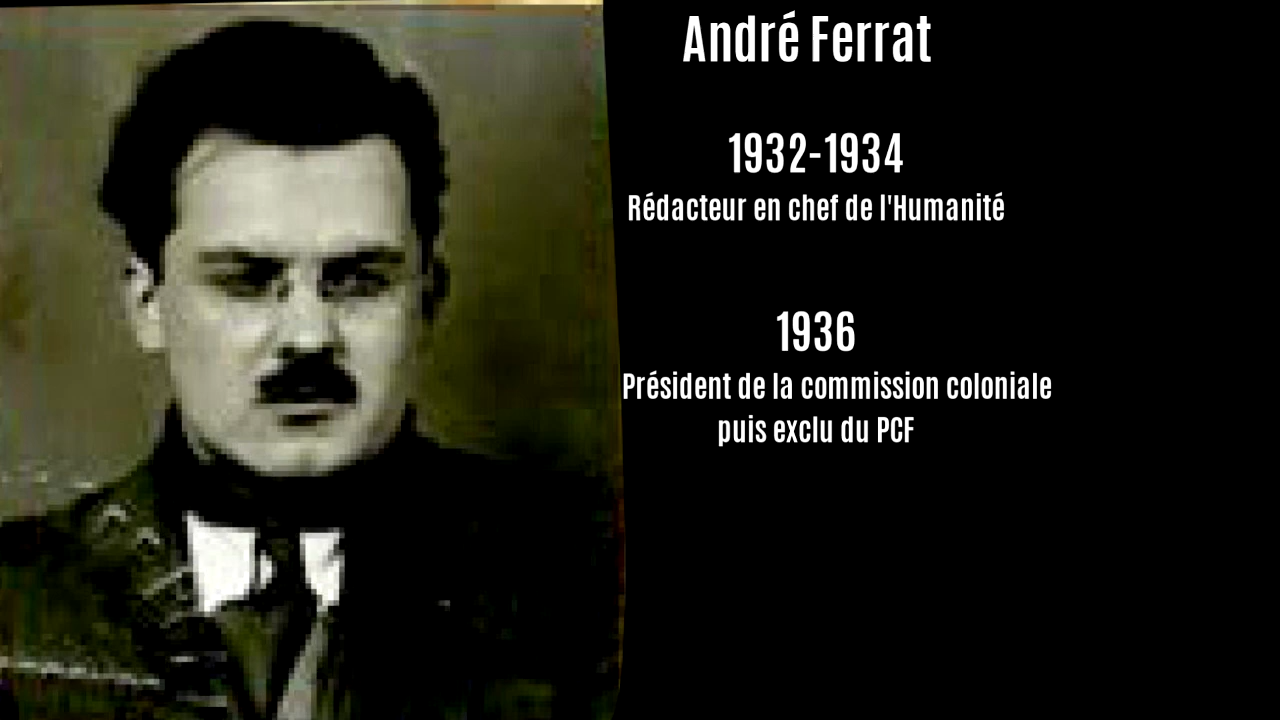 André Ferrat
1932-1934
Rédacteur en chef de l'Humanité
1936
Président de la commission coloniale
puis exclu du PCF